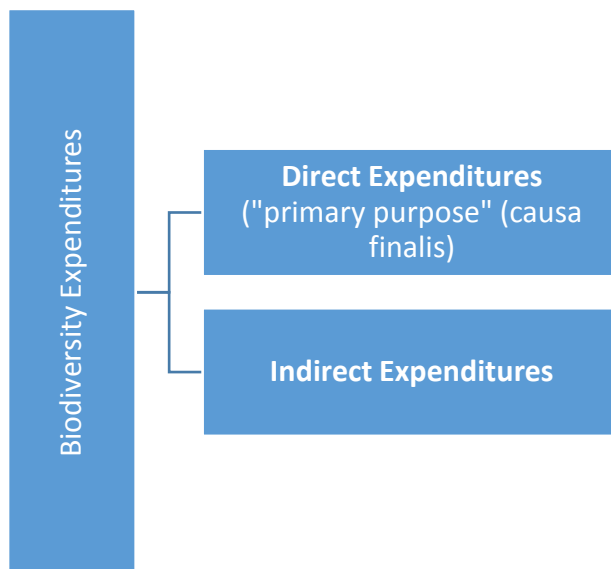 Biodiversity Expenditures
Direct Expenditures
("primary purpose" (causa
finalis)
Indirect Expenditures